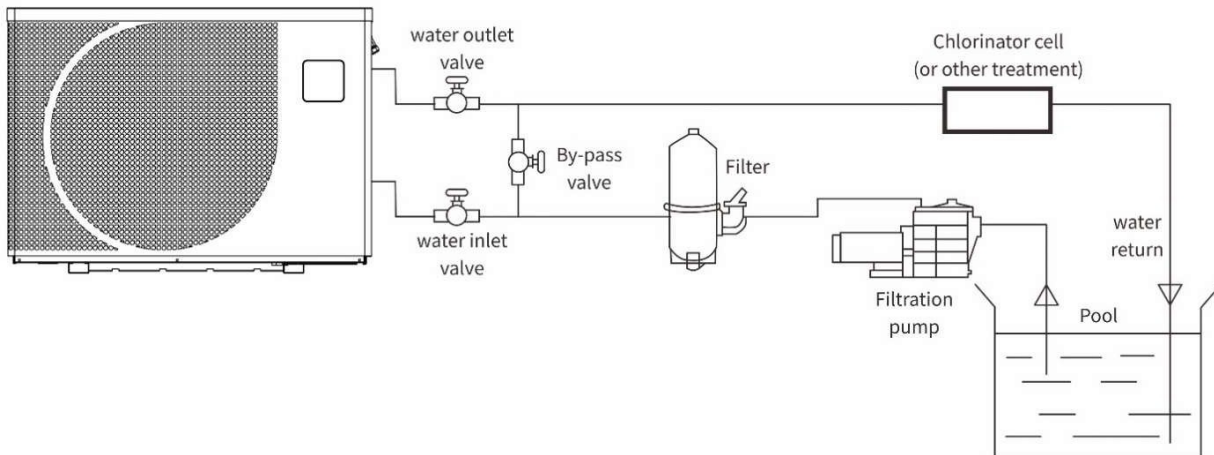 water outlet
valve
Chlorinator cell
(or other treatment)
By-pass
valve
Filter
water inlet
valve
water
return
Filtration
pump
Pool